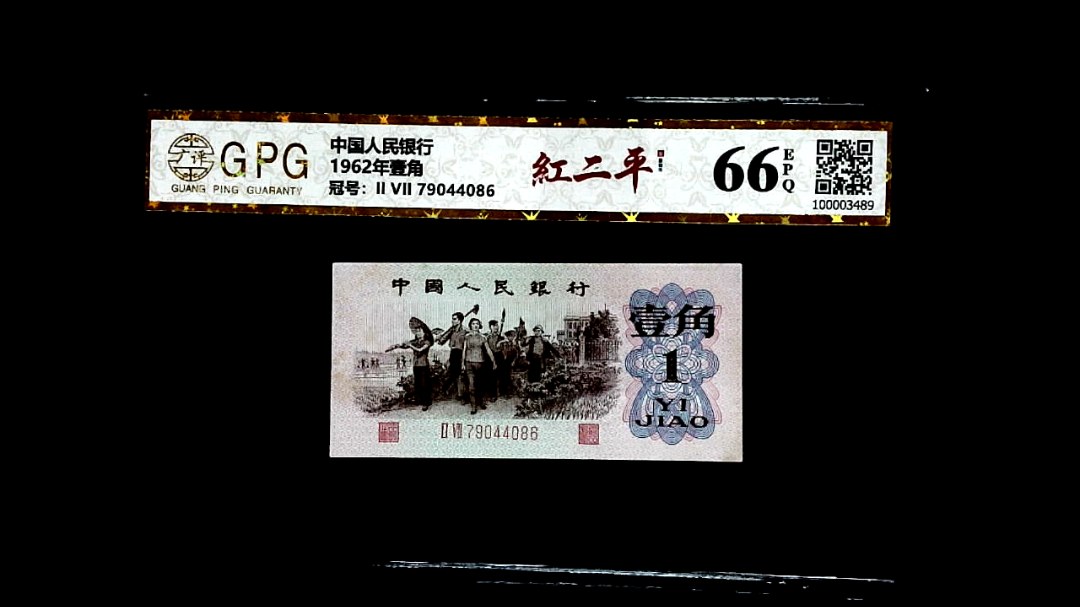 广评
GPG
GUANG PING GUARANTY
中国人民银行
1962年壹角
冠号：II VII 79044086
紅二平
66
EPQ
100003489
中國人民銀行
壹角
1
YI
JIAO
II VII 79044086